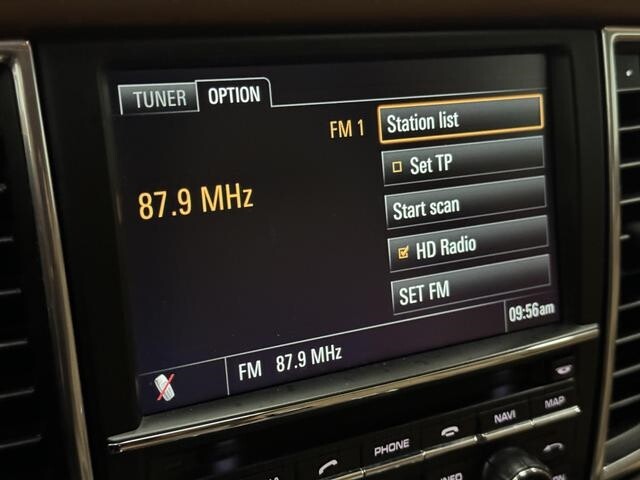 TUNER OPTION
FM 1
Station list
Set TP
87.9 MHz
Start scan
HD Radio
SET FM
09:56am
FM 87.9 MHz
PHONE
NAVI
MAP